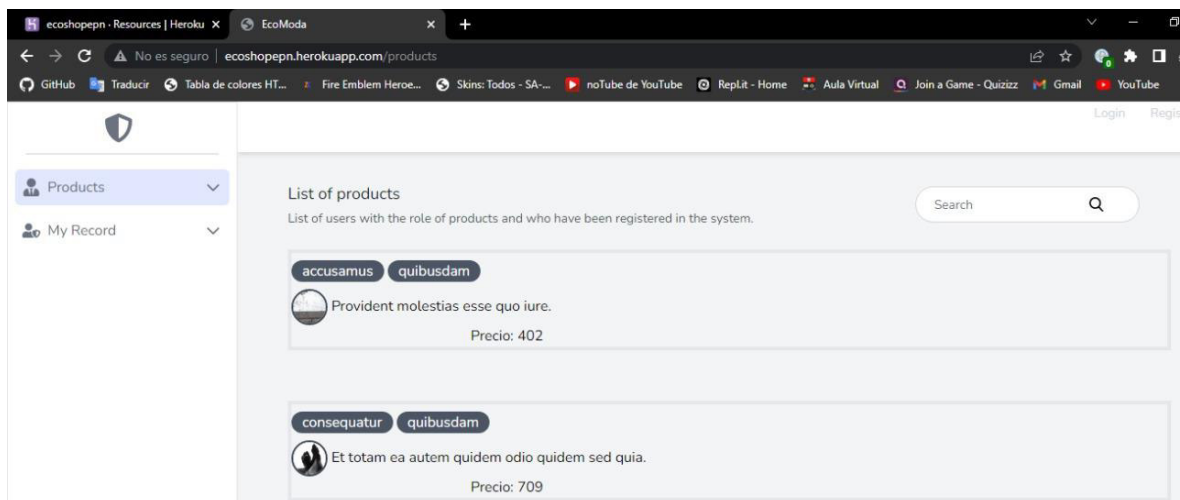 ecoshopepn · Resources | Heroku
EcoModa
No es seguro | ecoshopepn.herokuapp.com/products
GitHub Traducir Tabla de colores HT... Fire Emblem Heroe... Skins: Todos - SA-... noTube de YouTube Repl.it - Home Aula Virtual Join a Game - Quizizz Gmail YouTube
Login Regis
Products
My Record
List of products
List of users with the role of products and who have been registered in the system.
Search
accusamus quibusdam
Provident molestias esse quo iure.
Precio: 402
consequatur quibusdam
Et totam ea autem quidem odio quidem sed quia.
Precio: 709